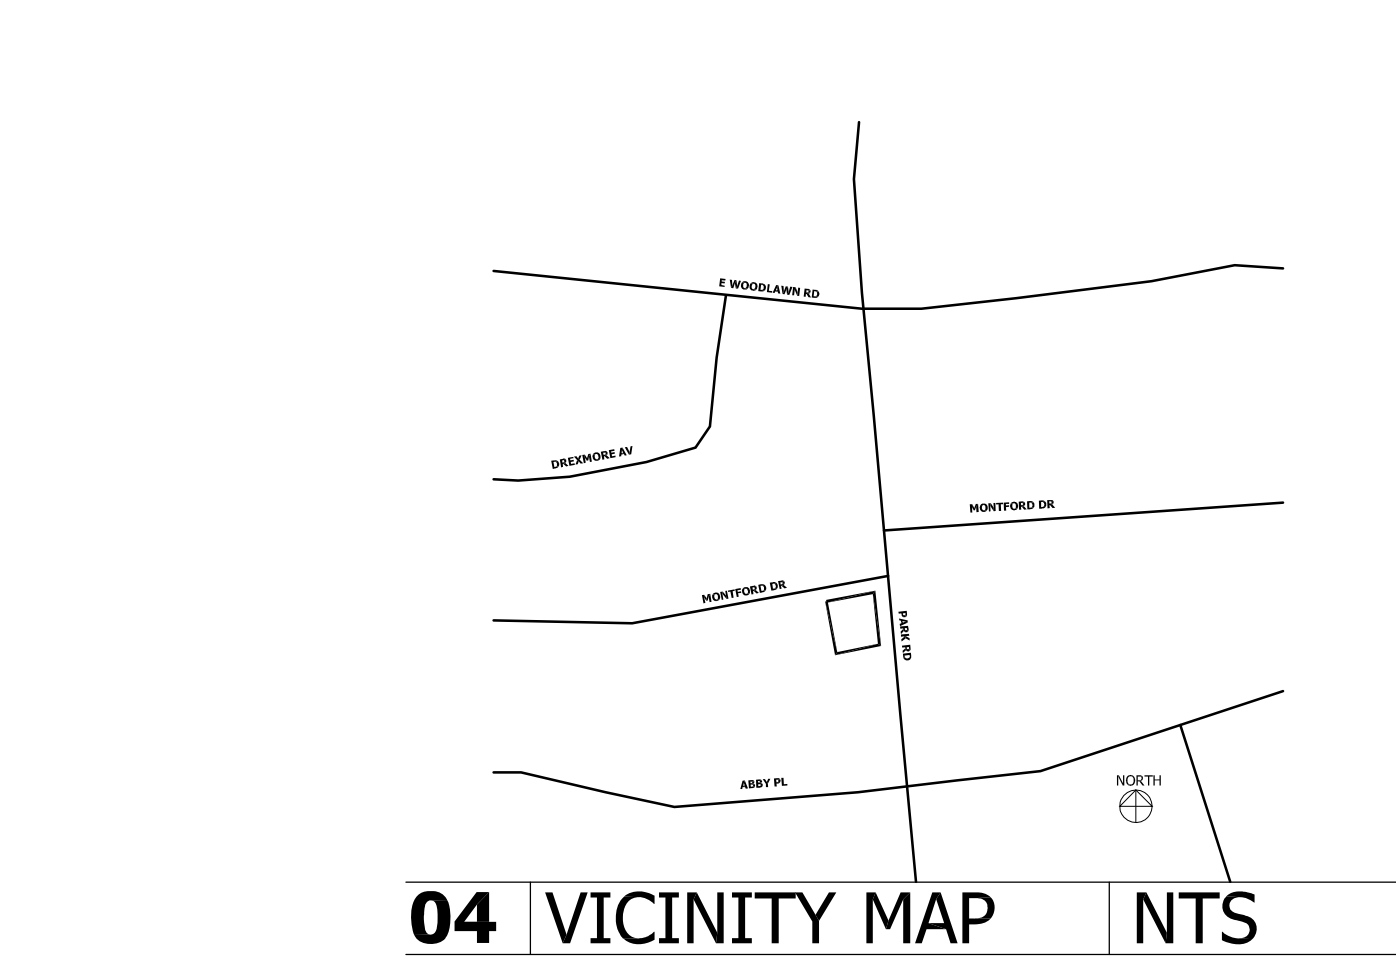 E WOODLAWN RD
DREXMORE AV
MONTFORD DR
MONTFORD DR
PARK RD
ABBY PL
NORTH
04 VICINITY MAP NTS